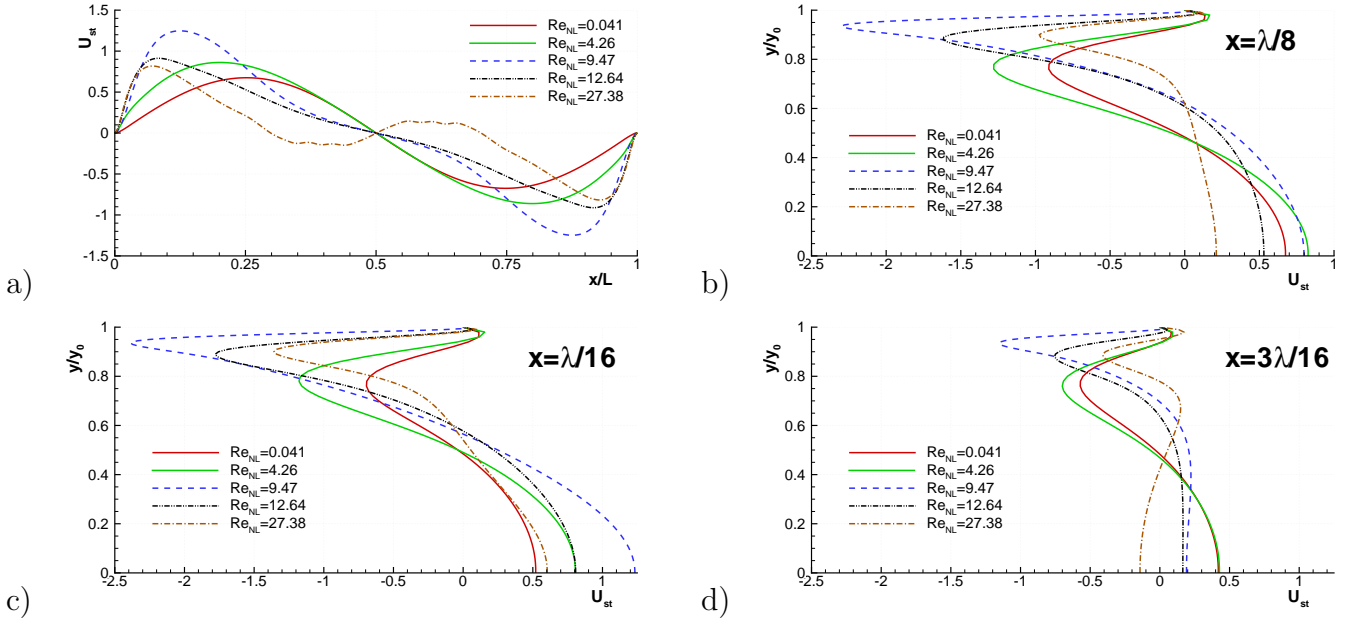 a)
U_st
1.5
1
0.5
0
-0.5
-1
-1.5
0
0.25
0.5
0.75
1
x/L
Re_NL=0.041
Re_NL=4.26
Re_NL=9.47
Re_NL=12.64
Re_NL=27.38
b)
y/y_0
1
0.8
0.6
0.4
0.2
0
-2.5
-2
-1.5
-1
-0.5
0
0.5
1
U_st
x=λ/8
Re_NL=0.041
Re_NL=4.26
Re_NL=9.47
Re_NL=12.64
Re_NL=27.38
c)
y/y_0
1
0.8
0.6
0.4
0.2
0
-2.5
-2
-1.5
-1
-0.5
0
0.5
1
U_st
x=λ/16
Re_NL=0.041
Re_NL=4.26
Re_NL=9.47
Re_NL=12.64
Re_NL=27.38
d)
y/y_0
1
0.8
0.6
0.4
0.2
0
-2.5
-2
-1.5
-1
-0.5
0
0.5
1
U_st
x=3λ/16
Re_NL=0.041
Re_NL=4.26
Re_NL=9.47
Re_NL=12.64
Re_NL=27.38